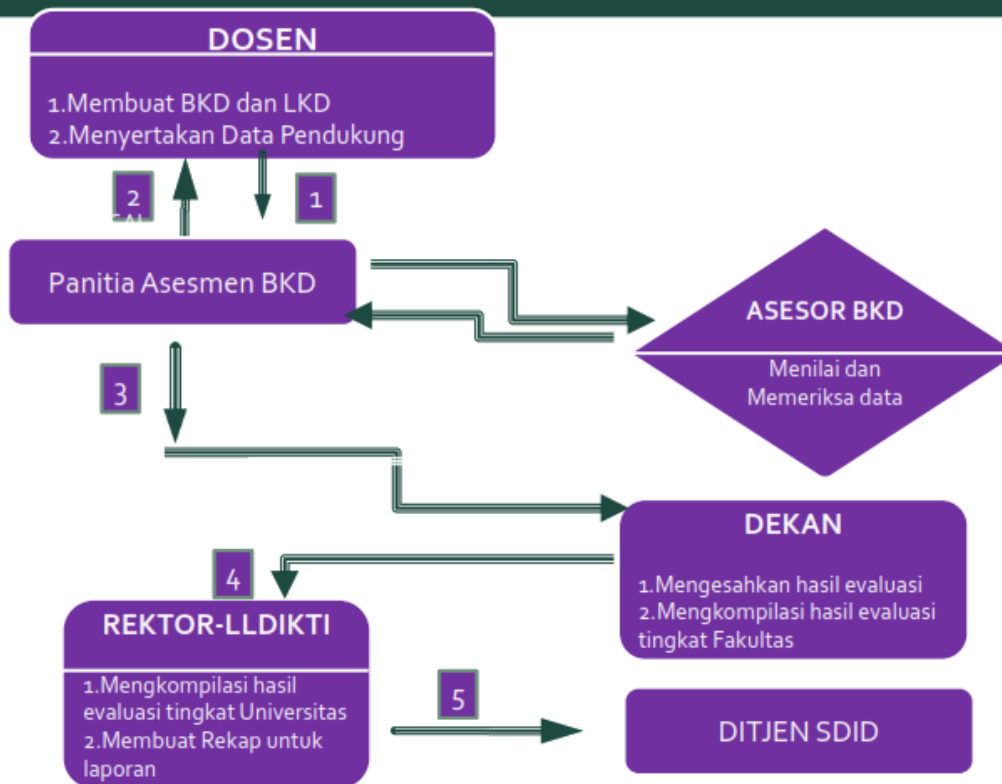 DOSEN
1.Membuat BKD dan LKD
2.Menyertakan Data Pendukung
2
1
Panitia Asesmen BKD
ASESOR BKD
Menilai dan
Memeriksa data
3
DEKAN
1.Mengesahkan hasil evaluasi
2.Mengkompilasi hasil evaluasi
tingkat Fakultas
4
REKTOR-LLDIKTI
1.Mengkompilasi hasil
evaluasi tingkat Universitas
2.Membuat Rekap untuk
laporan
5
DITJEN SDID